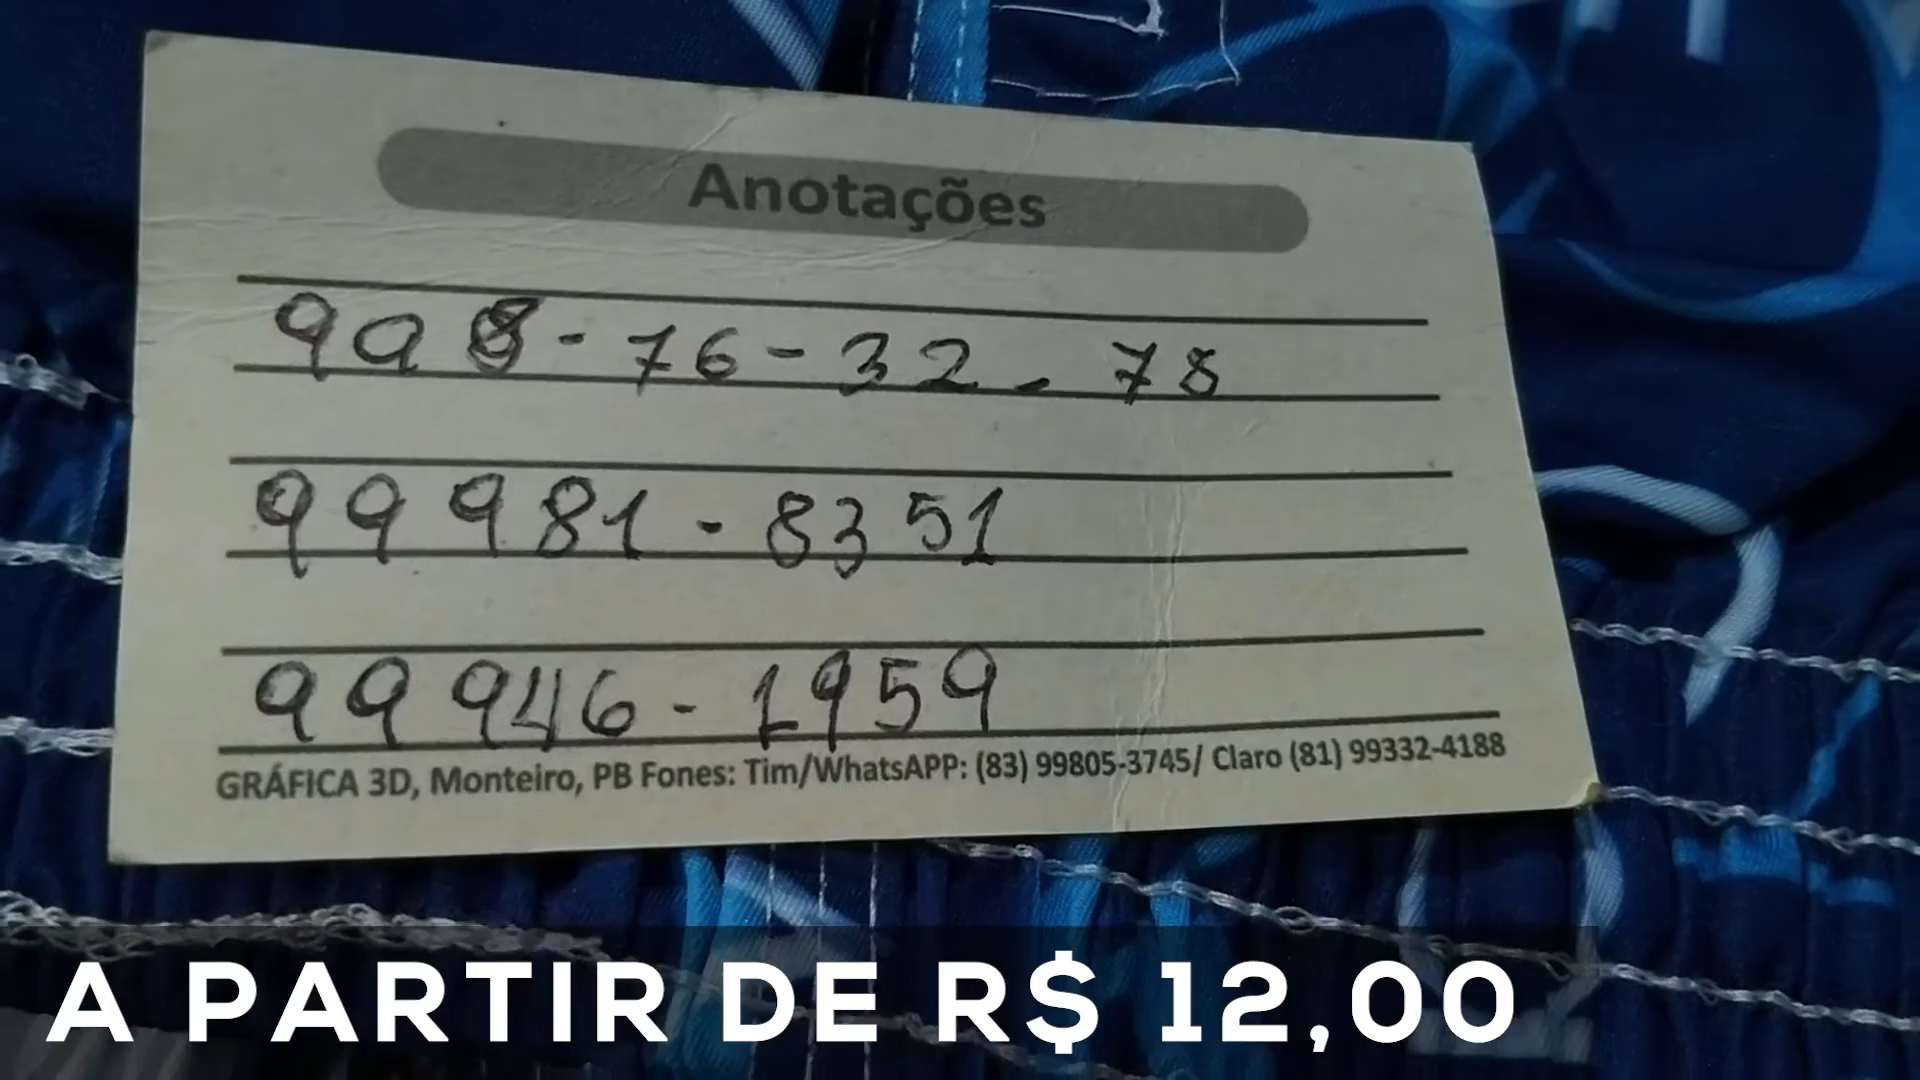 Anotações
998-76-32-78
99981-8351
99946-1959
GRÁFICA 3D, Monteiro, PB Fones: Tim/WhatsAPP: (83) 99805-3745/ Claro (81) 99332-4188
A PARTIR DE R$ 12,00